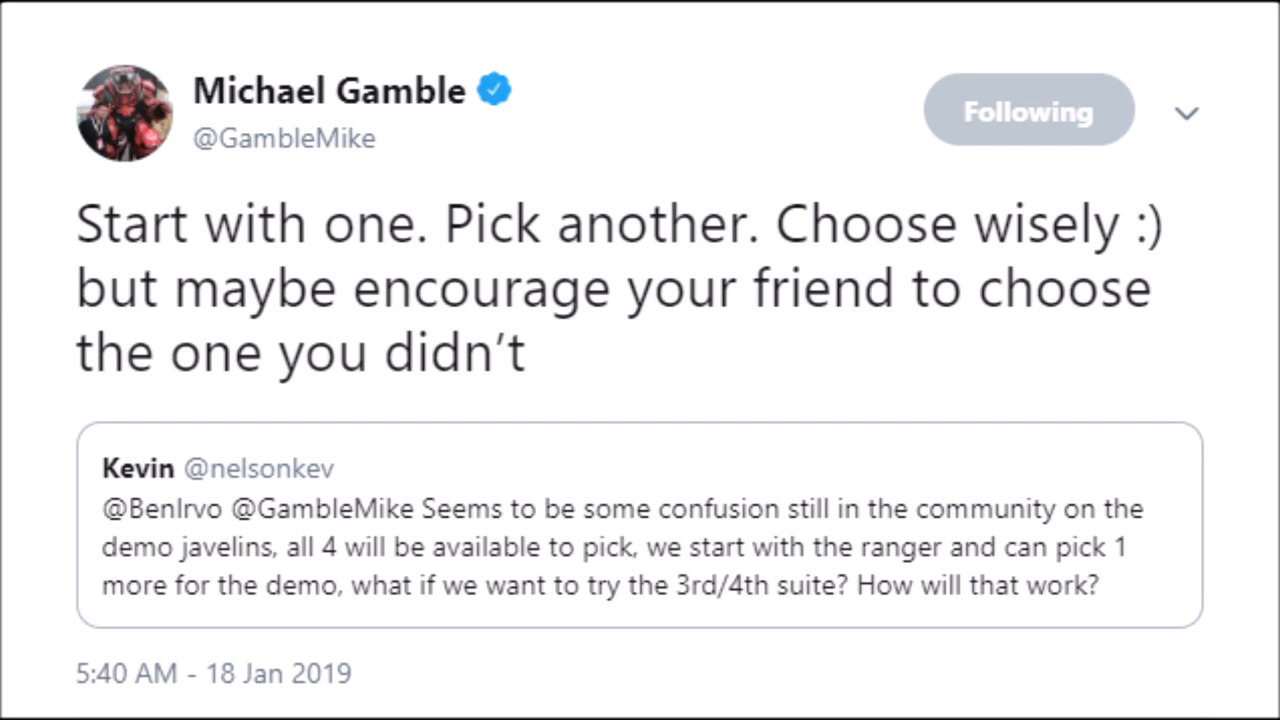 Michael Gamble
@GambleMike
Following
Start with one. Pick another. Choose wisely :)
but maybe encourage your friend to choose
the one you didn’t
Kevin @nelsonkev
@BenIrvo @GambleMike Seems to be some confusion still in the community on the
demo javelins, all 4 will be available to pick, we start with the ranger and can pick 1
more for the demo, what if we want to try the 3rd/4th suite? How will that work?
5:40 AM - 18 Jan 2019